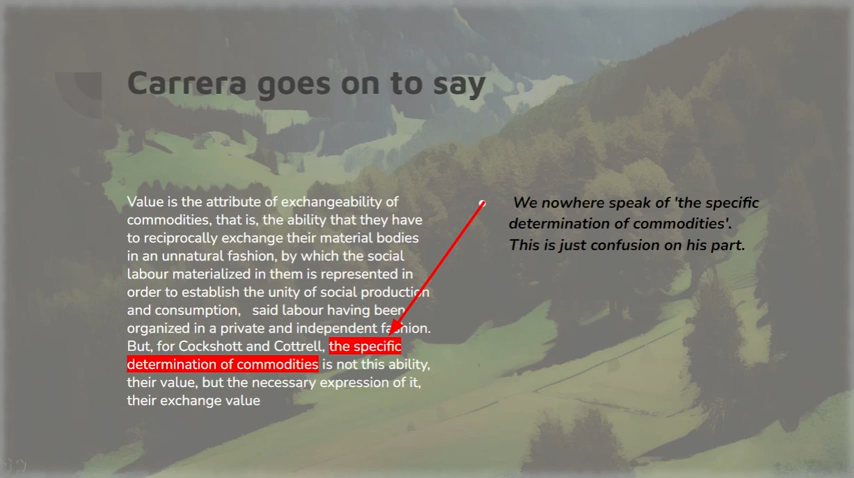 Carrera goes on to say
Value is the attribute of exchangeability of
commodities, that is, the ability that they have
to reciprocally exchange their material bodies
in an unnatural fashion, by which the social
labour materialized in them is represented in
order to establish the unity of social production
and consumption,   said labour having been
organized in a private and independent fashion.
But, for Cockshott and Cottrell, the specific
determination of commodities is not this ability,
their value, but the necessary expression of it,
their exchange value
We nowhere speak of 'the specific
determination of commodities'.
This is just confusion on his part.